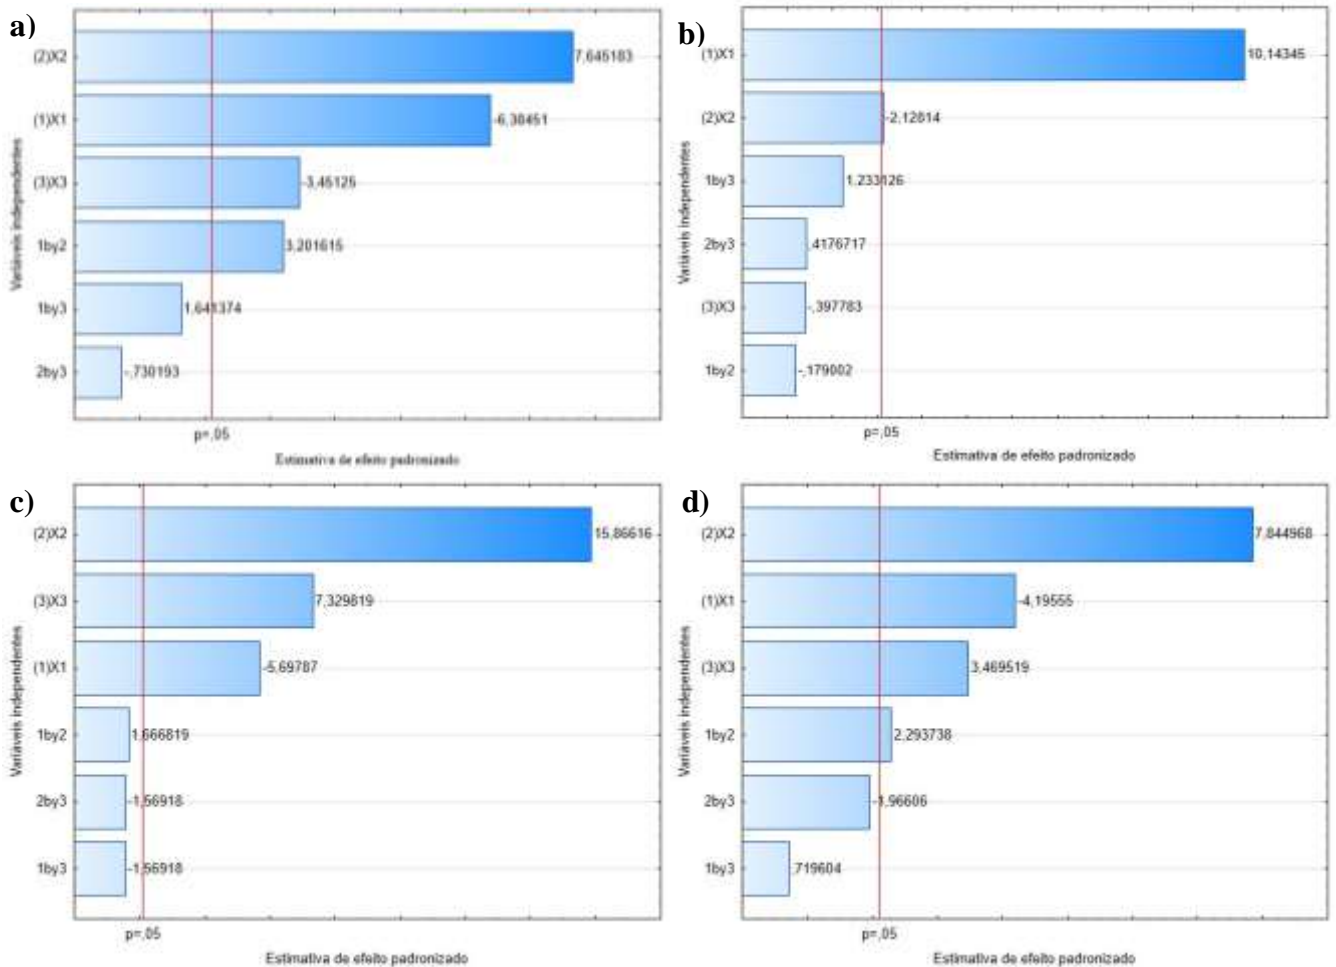 a)
(2)X2
7,645183
(1)X1
-6,38451
(3)X3
-3,45125
1by2
3,201615
1by3
1,641374
2by3
-,730193
p=,05
Variáveis independentes
Estimativa de efeito padronizado
b)
(1)X1
10,14345
(2)X2
-2,12814
1by3
1,233126
2by3
,4176717
(3)X3
-,397783
1by2
-,179002
p=,05
Variáveis independentes
Estimativa de efeito padronizado
c)
(2)X2
15,86616
(3)X3
7,329819
(1)X1
-5,69787
1by2
1,666819
2by3
-1,56918
1by3
-1,56918
p=,05
Variáveis independentes
Estimativa de efeito padronizado
d)
(2)X2
7,844968
(1)X1
-4,19555
(3)X3
3,469519
1by2
2,293738
2by3
-1,96606
1by3
,719604
p=,05
Variáveis independentes
Estimativa de efeito padronizado